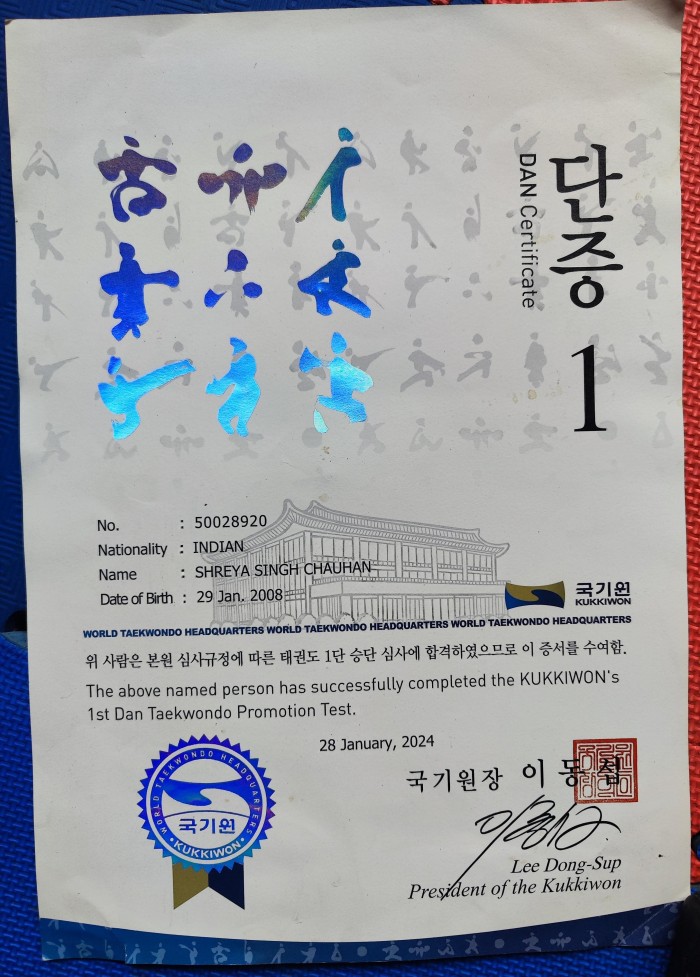 단증
DAN Certificate
1
No. : 50028920
Nationality : INDIAN
Name : SHREYA SINGH CHAUHAN
Date of Birth : 29 Jan. 2008
국기원
KUKKIWON
WORLD TAEKWONDO HEADQUARTERS WORLD TAEKWONDO HEADQUARTERS WORLD TAEKWONDO HEADQUARTERS
위 사람은 본원 심사규정에 따른 태권도 1단 승단 심사에 합격하였으므로 이 증서를 수여함.
The above named person has successfully completed the KUKKIWON's
1st Dan Taekwondo Promotion Test.
28 January, 2024
WORLD TAEKWONDO HEADQUARTERS
국기원
KUKKIWON
국기원장 이동섭
Lee Dong-Sup
President of the Kukkiwon